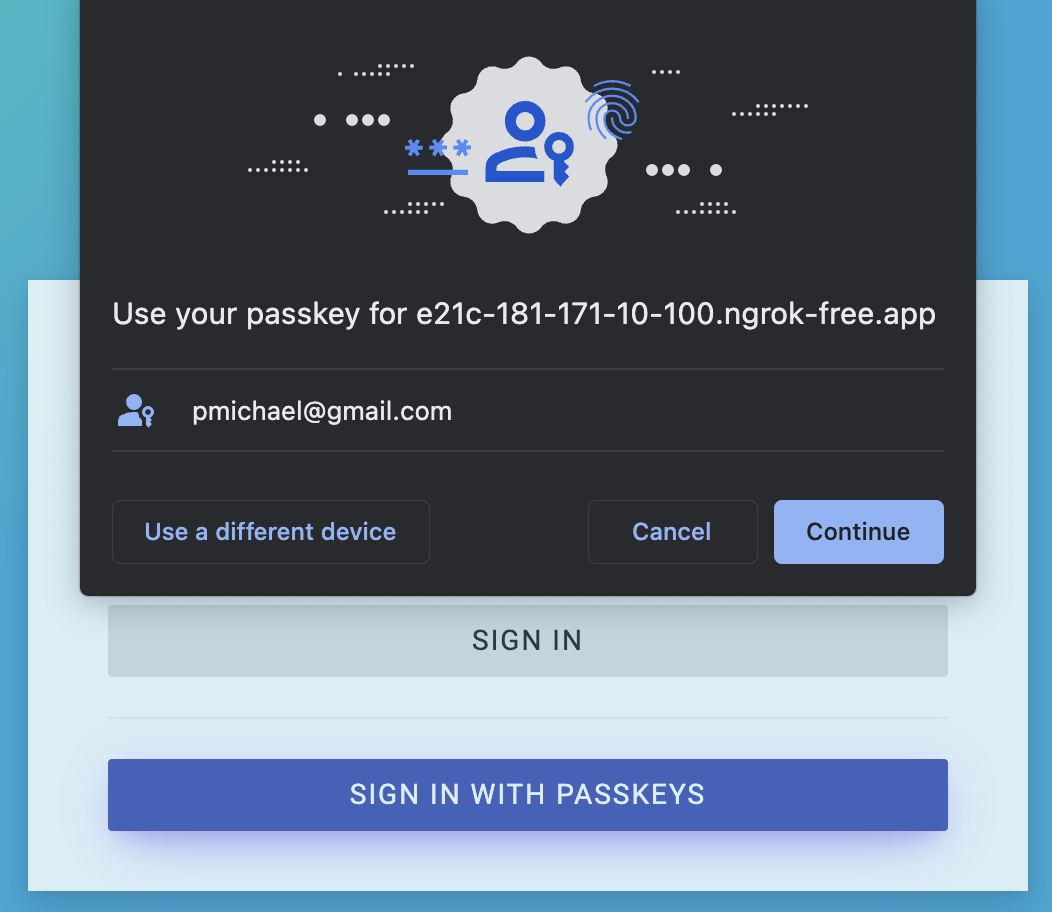 ***
Use your passkey for e21c-181-171-10-100.ngrok-free.app
pmichael@gmail.com
Use a different device
Cancel
Continue
SIGN IN
SIGN IN WITH PASSKEYS